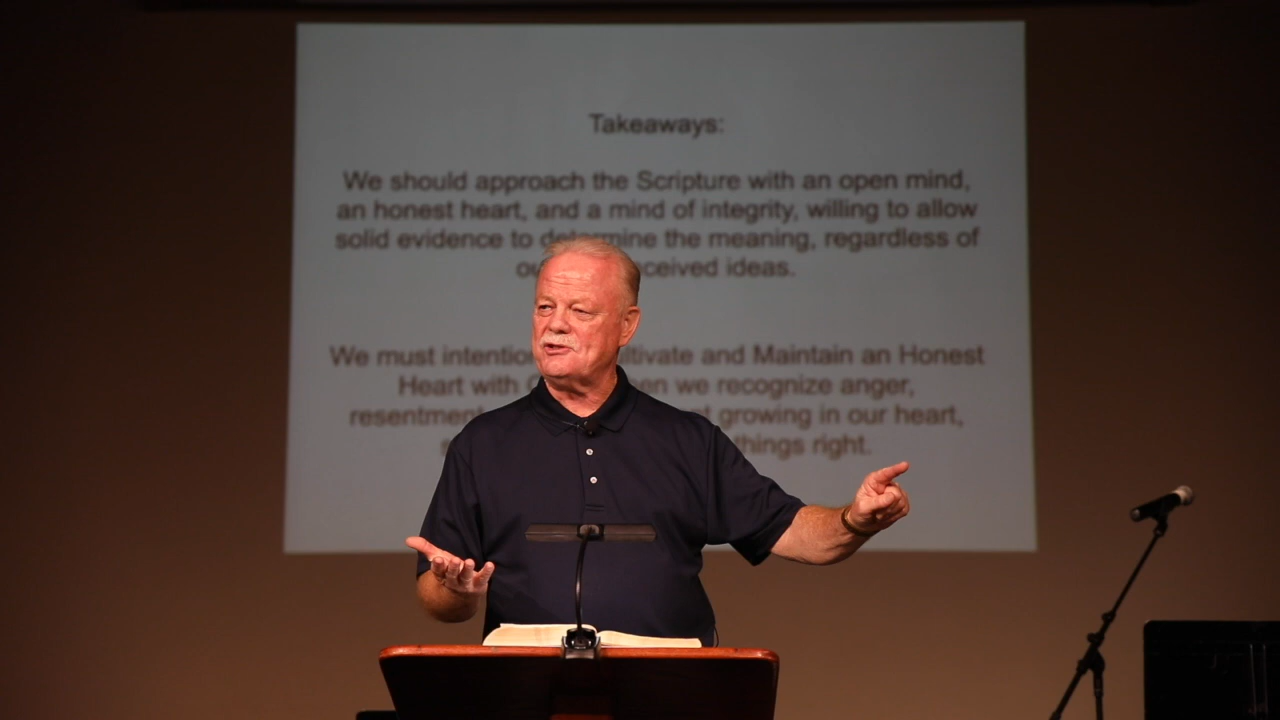 Takeaways:
We should approach the Scripture with an open mind,
an honest heart, and a mind of integrity, willing to allow
solid evidence to determine the meaning, regardless of
ideas.
We must and Maintain an Honest
Heart with we recognize anger,
resentment growing in our heart,
things right.